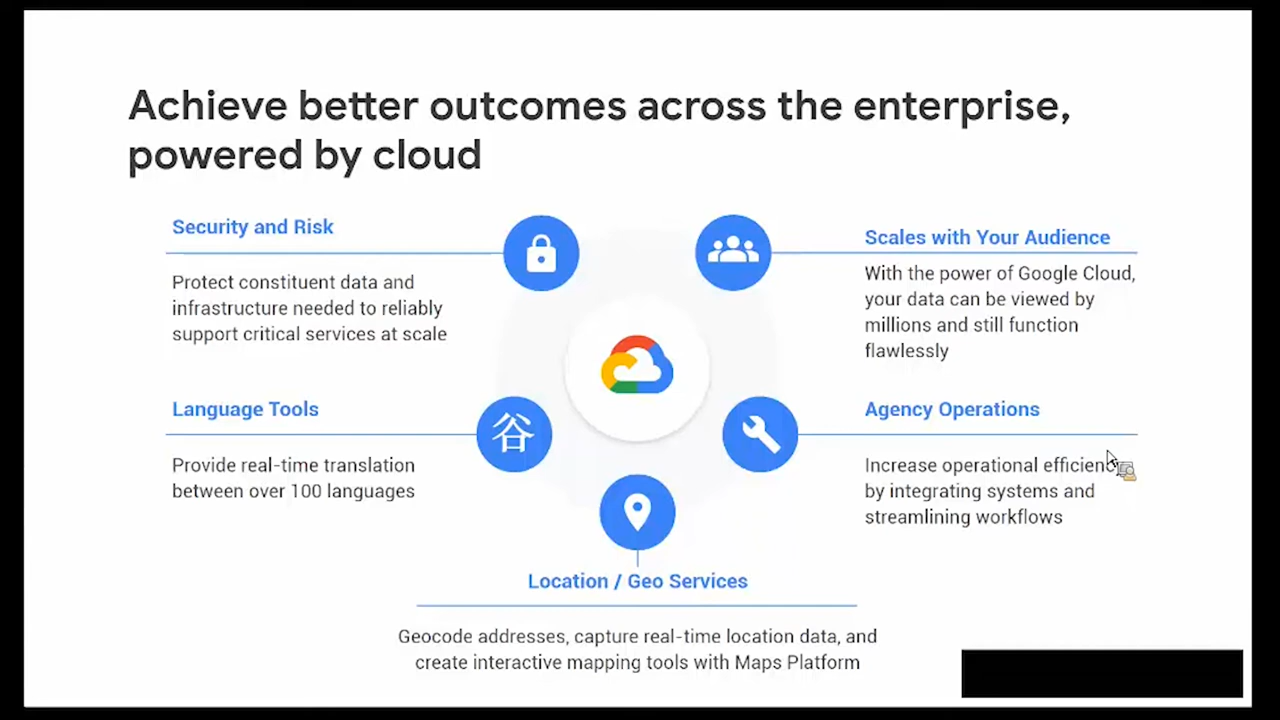 Achieve better outcomes across the enterprise,
powered by cloud
Security and Risk
Protect constituent data and
infrastructure needed to reliably
support critical services at scale
Scales with Your Audience
With the power of Google Cloud,
your data can be viewed by
millions and still function
flawlessly
Language Tools
Provide real-time translation
between over 100 languages
谷
Agency Operations
Increase operational efficienc
by integrating systems and
streamlining workflows
Location / Geo Services
Geocode addresses, capture real-time location data, and
create interactive mapping tools with Maps Platform